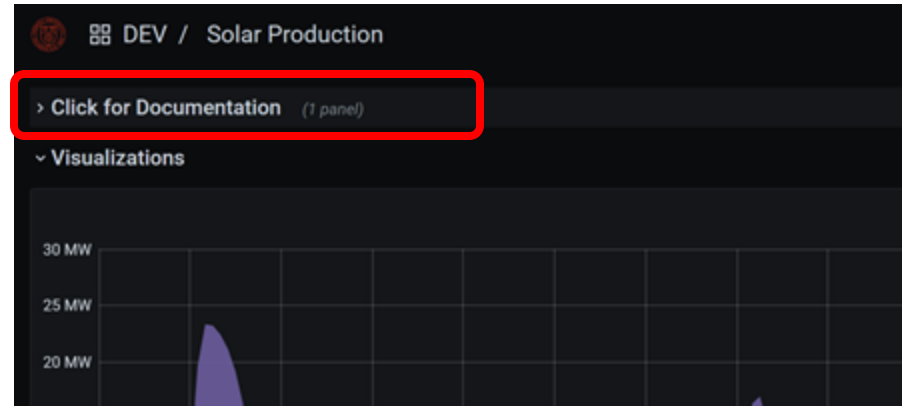 DEV / Solar Production
› Click for Documentation (1 panel)
Visualizations
30 MW
25 MW
20 MW